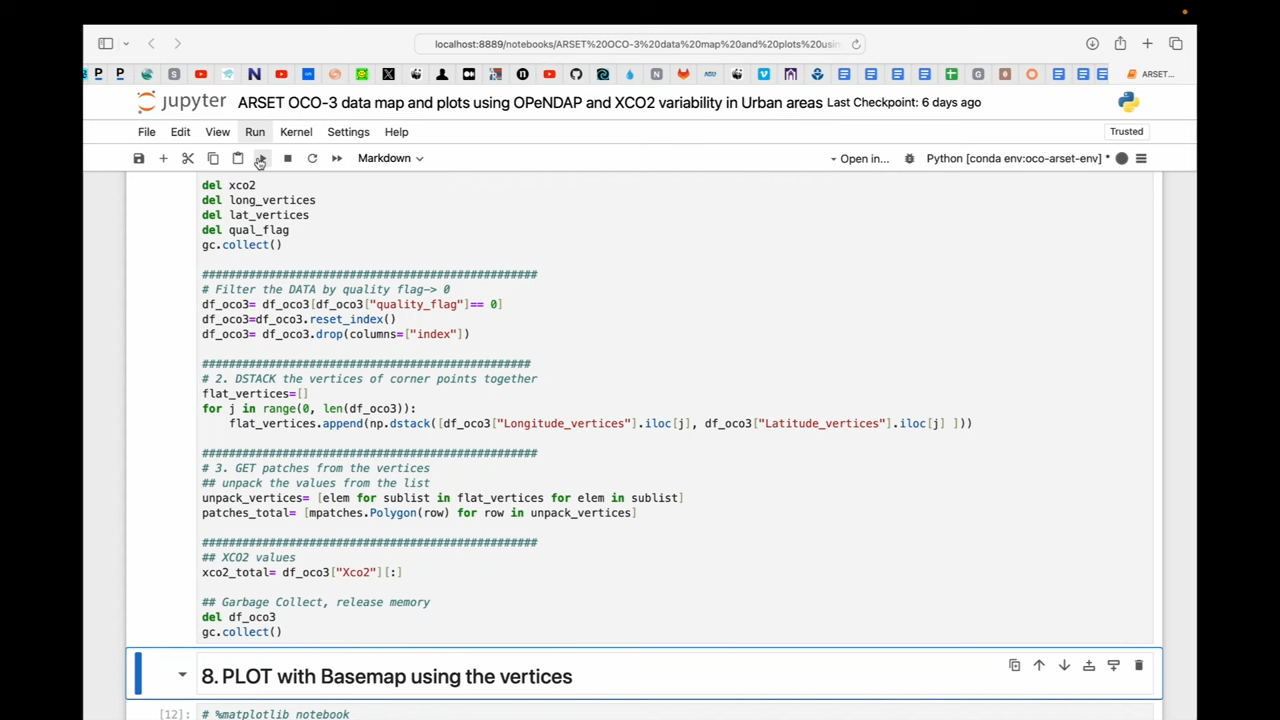 localhost:8889/notebooks/ARSET%20OCO-3%20data%20map%20and%20plots%20usin
ARSET...
jupyter ARSET OCO-3 data map and plots using OPeNDAP and XCO2 variability in Urban areas Last Checkpoint: 6 days ago
File Edit View Run Kernel Settings Help Trusted
Markdown Open in... Python [conda env:oco-arset-env] *
del xco2
del long_vertices
del lat_vertices
del qual_flag
gc.collect()
##################################################
# Filter the DATA by quality flag—> 0
df_oco3= df_oco3[df_oco3["quality_flag"]== 0]
df_oco3=df_oco3.reset_index()
df_oco3= df_oco3.drop(columns=["index"])
#################################################
# 2. DSTACK the vertices of corner points together
flat_vertices=[]
for j in range(0, len(df_oco3)):
    flat_vertices.append(np.dstack([df_oco3["Longitude_vertices"].iloc[j], df_oco3["Latitude_vertices"].iloc[j] ]))
##################################################
# 3. GET patches from the vertices
## unpack the values from the list
unpack_vertices= [elem for sublist in flat_vertices for elem in sublist]
patches_total= [mpatches.Polygon(row) for row in unpack_vertices]
##################################################
## XCO2 values
xco2_total= df_oco3["Xco2"][:]
## Garbage Collect, release memory
del df_oco3
gc.collect()
8. PLOT with Basemap using the vertices
[12]: # %matplotlib notebook